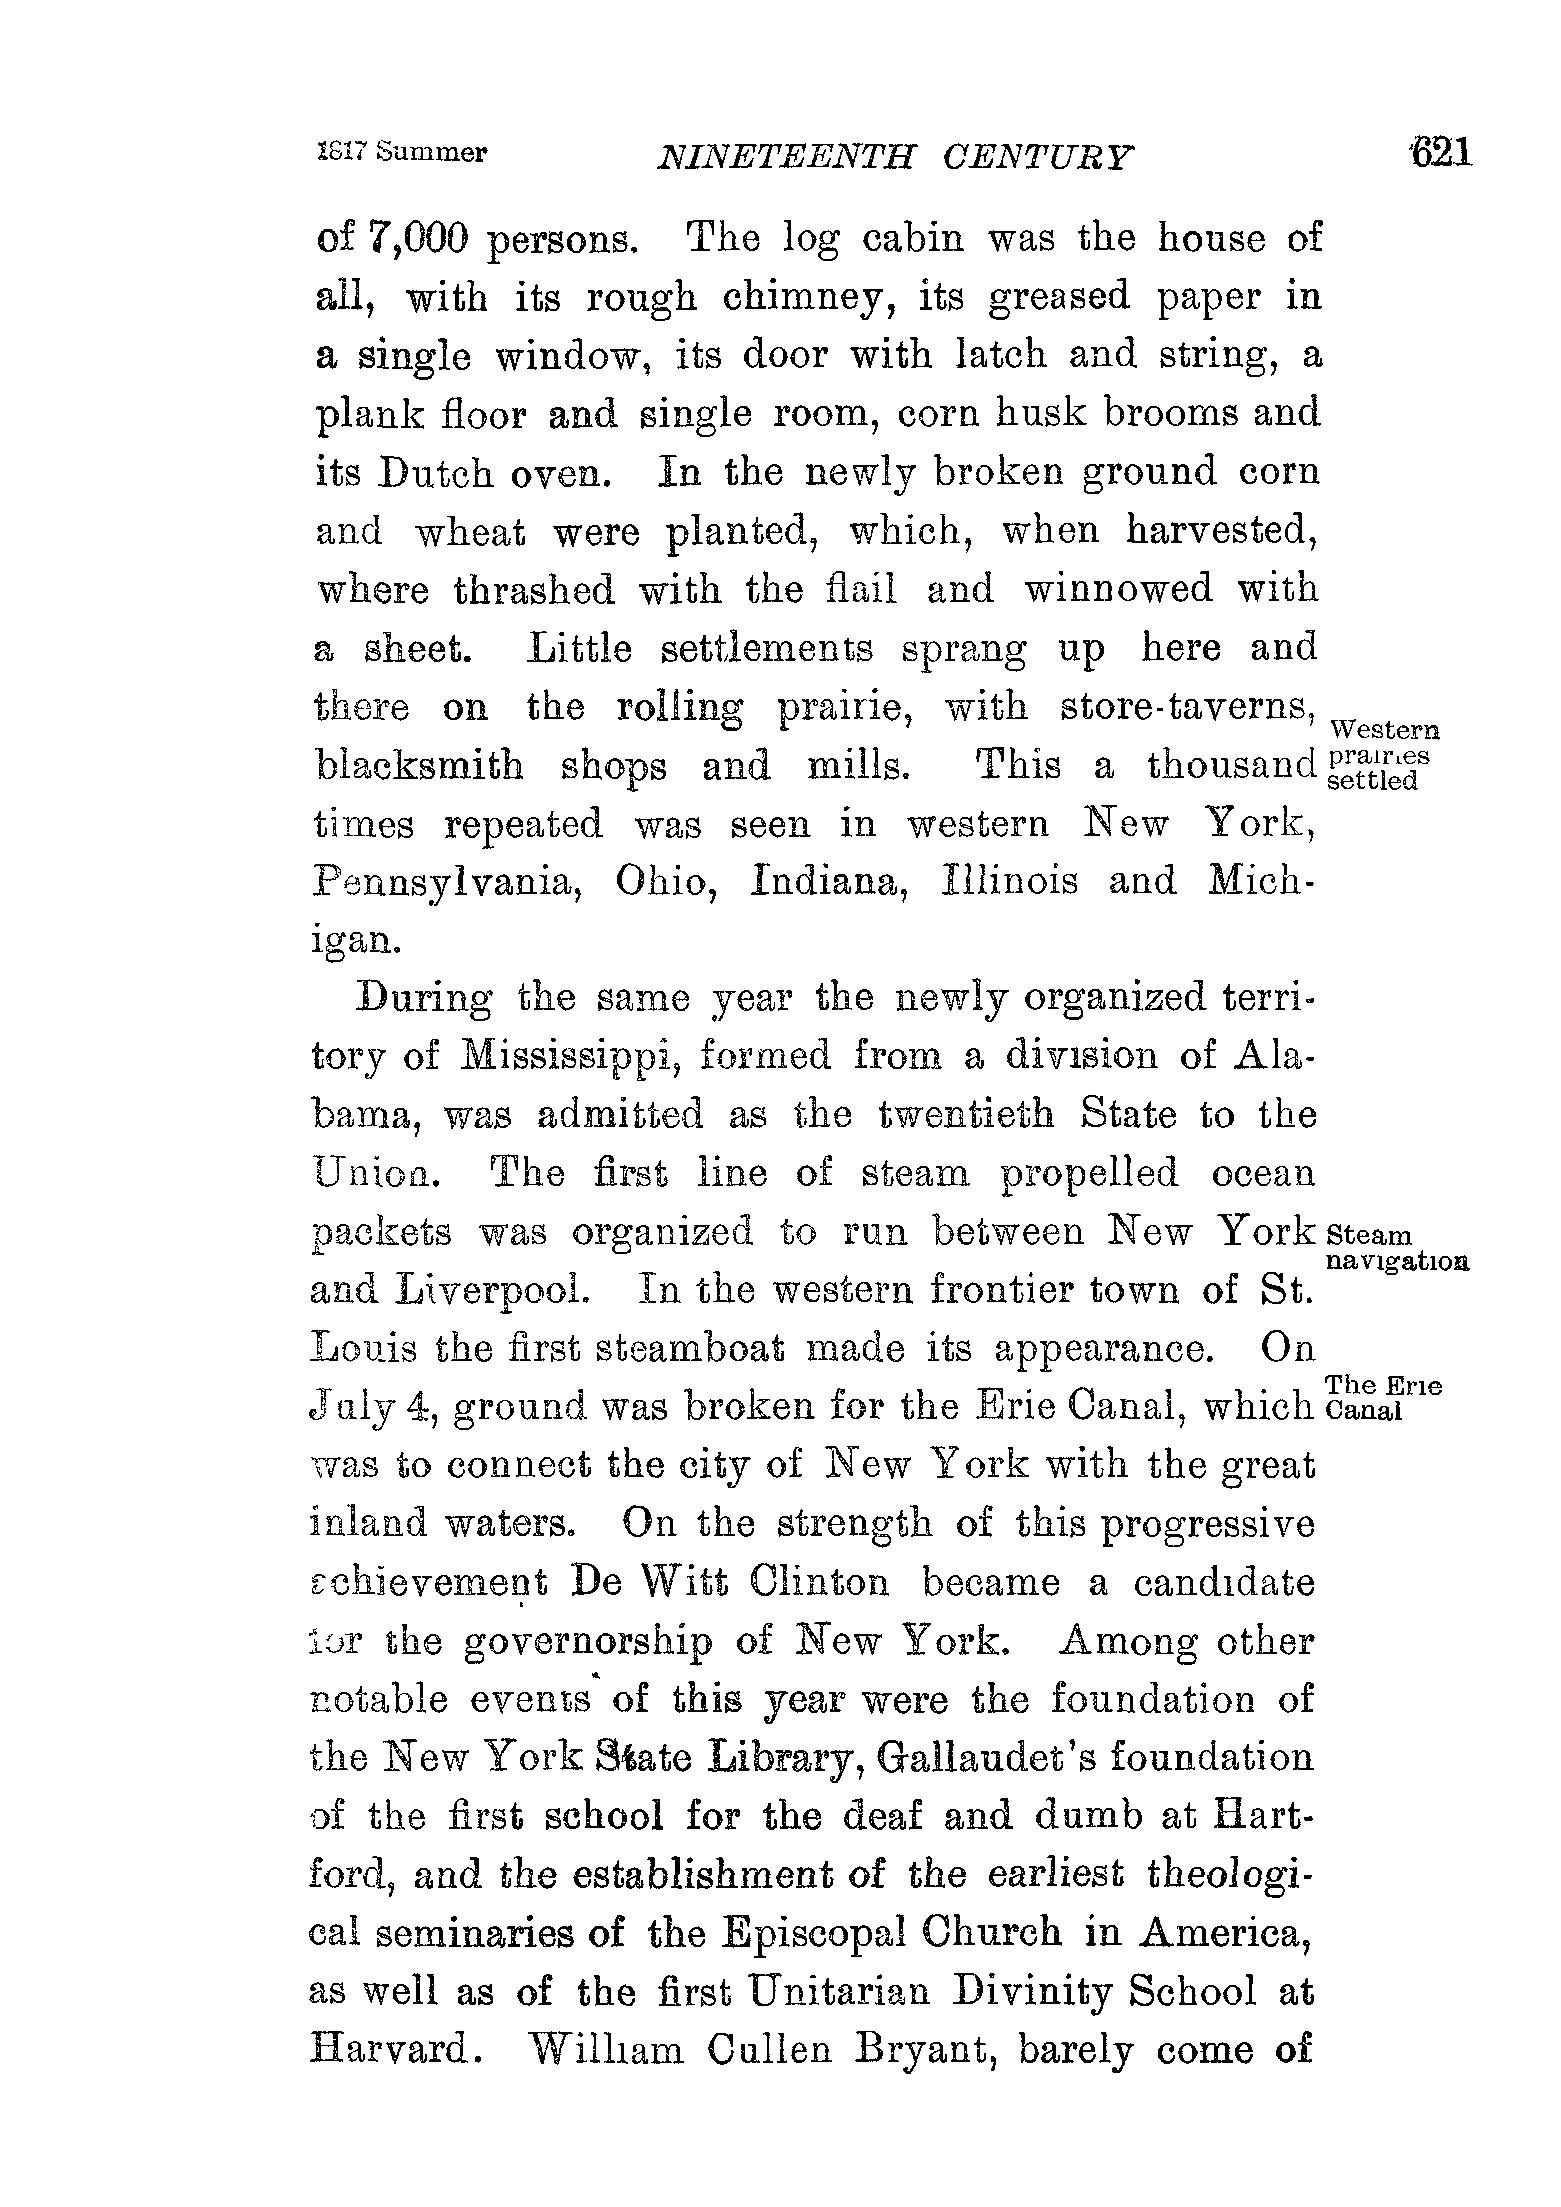 1817 Summer NINETEENTH CENTURY 621
of 7,000 persons. The log cabin was the house of
all, with its rough chimney, its greased paper in
a single window, its door with latch and string, a
plank floor and single room, corn husk brooms and
its Dutch oven. In the newly broken ground corn
and wheat were planted, which, when harvested,
where thrashed with the flail and winnowed with
a sheet. Little settlements sprang up here and
there on the rolling prairie, with store-taverns,
blacksmith shops and mills. This a thousand
Western
prairies
settled
times repeated was seen in western New York,
Pennsylvania, Ohio, Indiana, Illinois and Mich-
igan.
During the same year the newly organized terri-
tory of Mississippi, formed from a division of Ala-
bama, was admitted as the twentieth State to the
Union. The first line of steam propelled ocean
packets was organized to run between New York
Steam
navigation
and Liverpool. In the western frontier town of St.
Louis the first steamboat made its appearance. On
July 4, ground was broken for the Erie Canal, which
The Erie
Canal
was to connect the city of New York with the great
inland waters. On the strength of this progressive
achievement De Witt Clinton became a candidate
for the governorship of New York. Among other
notable events of this year were the foundation of
the New York State Library, Gallaudet's foundation
of the first school for the deaf and dumb at Hart-
ford, and the establishment of the earliest theologi-
cal seminaries of the Episcopal Church in America,
as well as of the first Unitarian Divinity School at
Harvard. William Cullen Bryant, barely come of